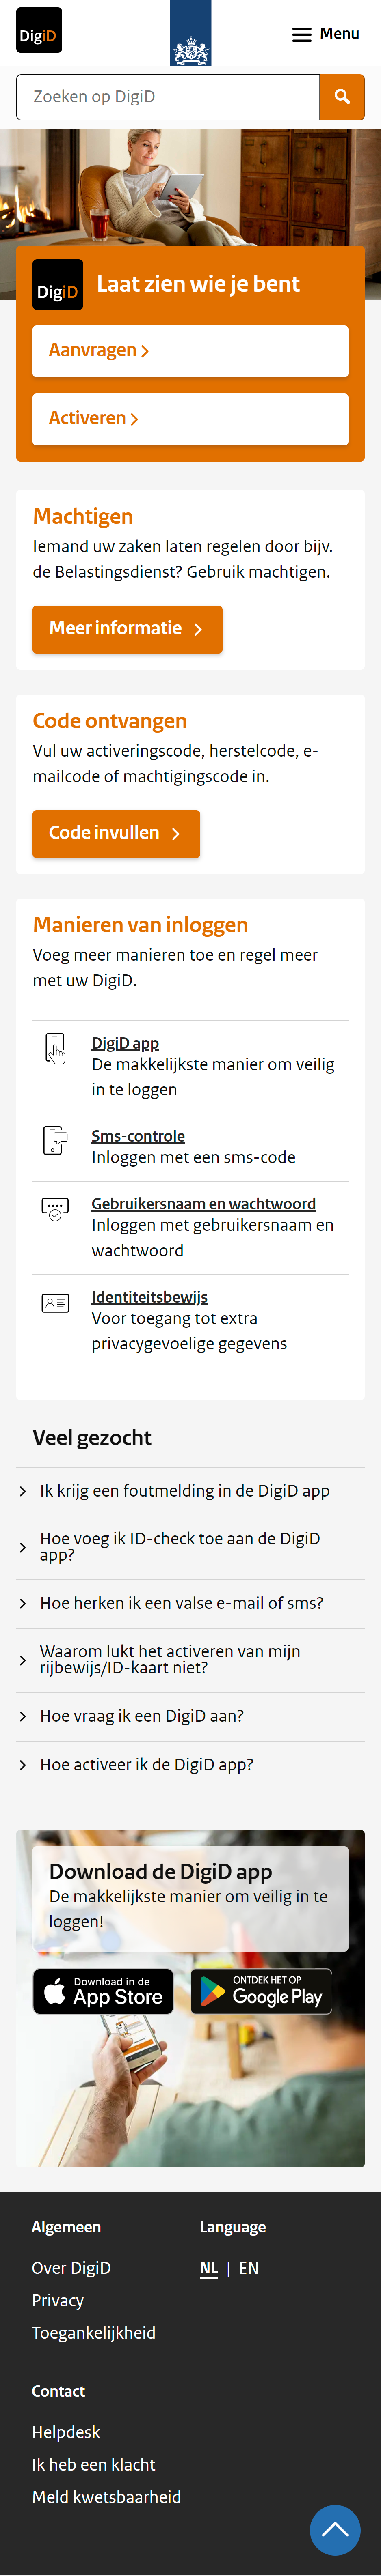 DigiD
Menu
Zoeken op DigiD
DigiD
Laat zien wie je bent
Aanvragen
Activeren
Machtigen
Iemand uw zaken laten regelen door bijv.
de Belastingsdienst? Gebruik machtigen.
Meer informatie
Code ontvangen
Vul uw activeringscode, herstelcode, e-
mailcode of machtigingscode in.
Code invullen
Manieren van inloggen
Voeg meer manieren toe en regel meer
met uw DigiD.
DigiD app
De makkelijkste manier om veilig
in te loggen
Sms-controle
Inloggen met een sms-code
Gebruikersnaam en wachtwoord
Inloggen met gebruikersnaam en
wachtwoord
Identiteitsbewijs
Voor toegang tot extra
privacygevoelige gegevens
Veel gezocht
Ik krijg een foutmelding in de DigiD app
Hoe voeg ik ID-check toe aan de DigiD
app?
Hoe herken ik een valse e-mail of sms?
Waarom lukt het activeren van mijn
rijbewijs/ID-kaart niet?
Hoe vraag ik een DigiD aan?
Hoe activeer ik de DigiD app?
Download de DigiD app
De makkelijkste manier om veilig in te
loggen!
Download in de
App Store
ONTDEK HET OP
Google Play
Algemeen
Over DigiD
Privacy
Toegankelijkheid
Language
NL | EN
Contact
Helpdesk
Ik heb een klacht
Meld kwetsbaarheid